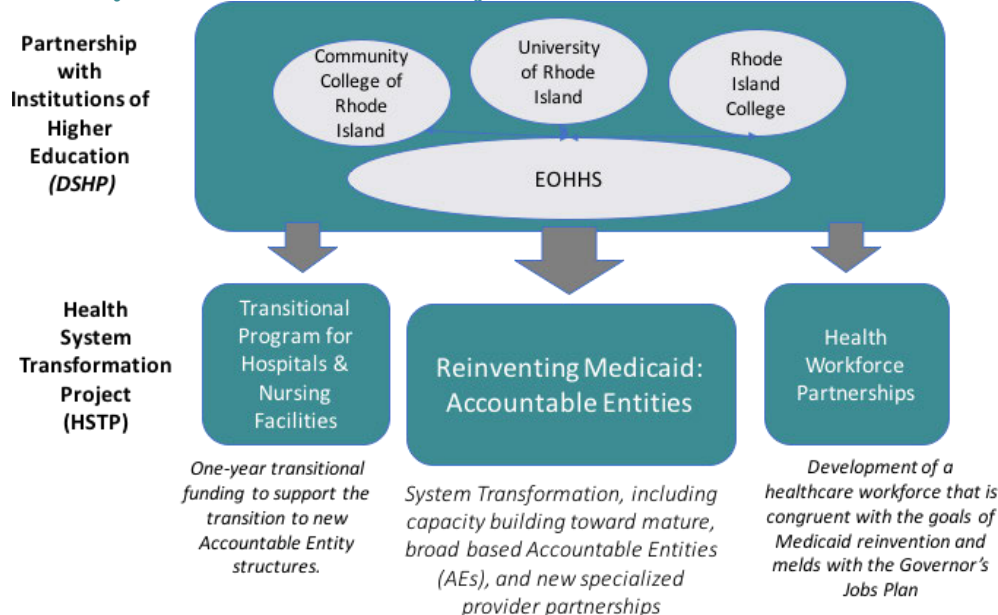 Partnership
with
Institutions of
Higher
Education
(DSHP)
Community
College of
Rhode
Island
University
of Rhode
Island
Rhode
Island
College
EOHHS
Health
System
Transformation
Project
(HSTP)
Transitional
Program for
Hospitals &
Nursing
Facilities
Reinventing Medicaid:
Accountable Entities
Health
Workforce
Partnerships
One-year transitional
funding to support the
transition to new
Accountable Entity
structures.
System Transformation, including
capacity building toward mature,
broad based Accountable Entities
(AEs), and new specialized
provider partnerships
Development of a
healthcare workforce that is
congruent with the goals of
Medicaid reinvention and
melds with the Governor's
Jobs Plan